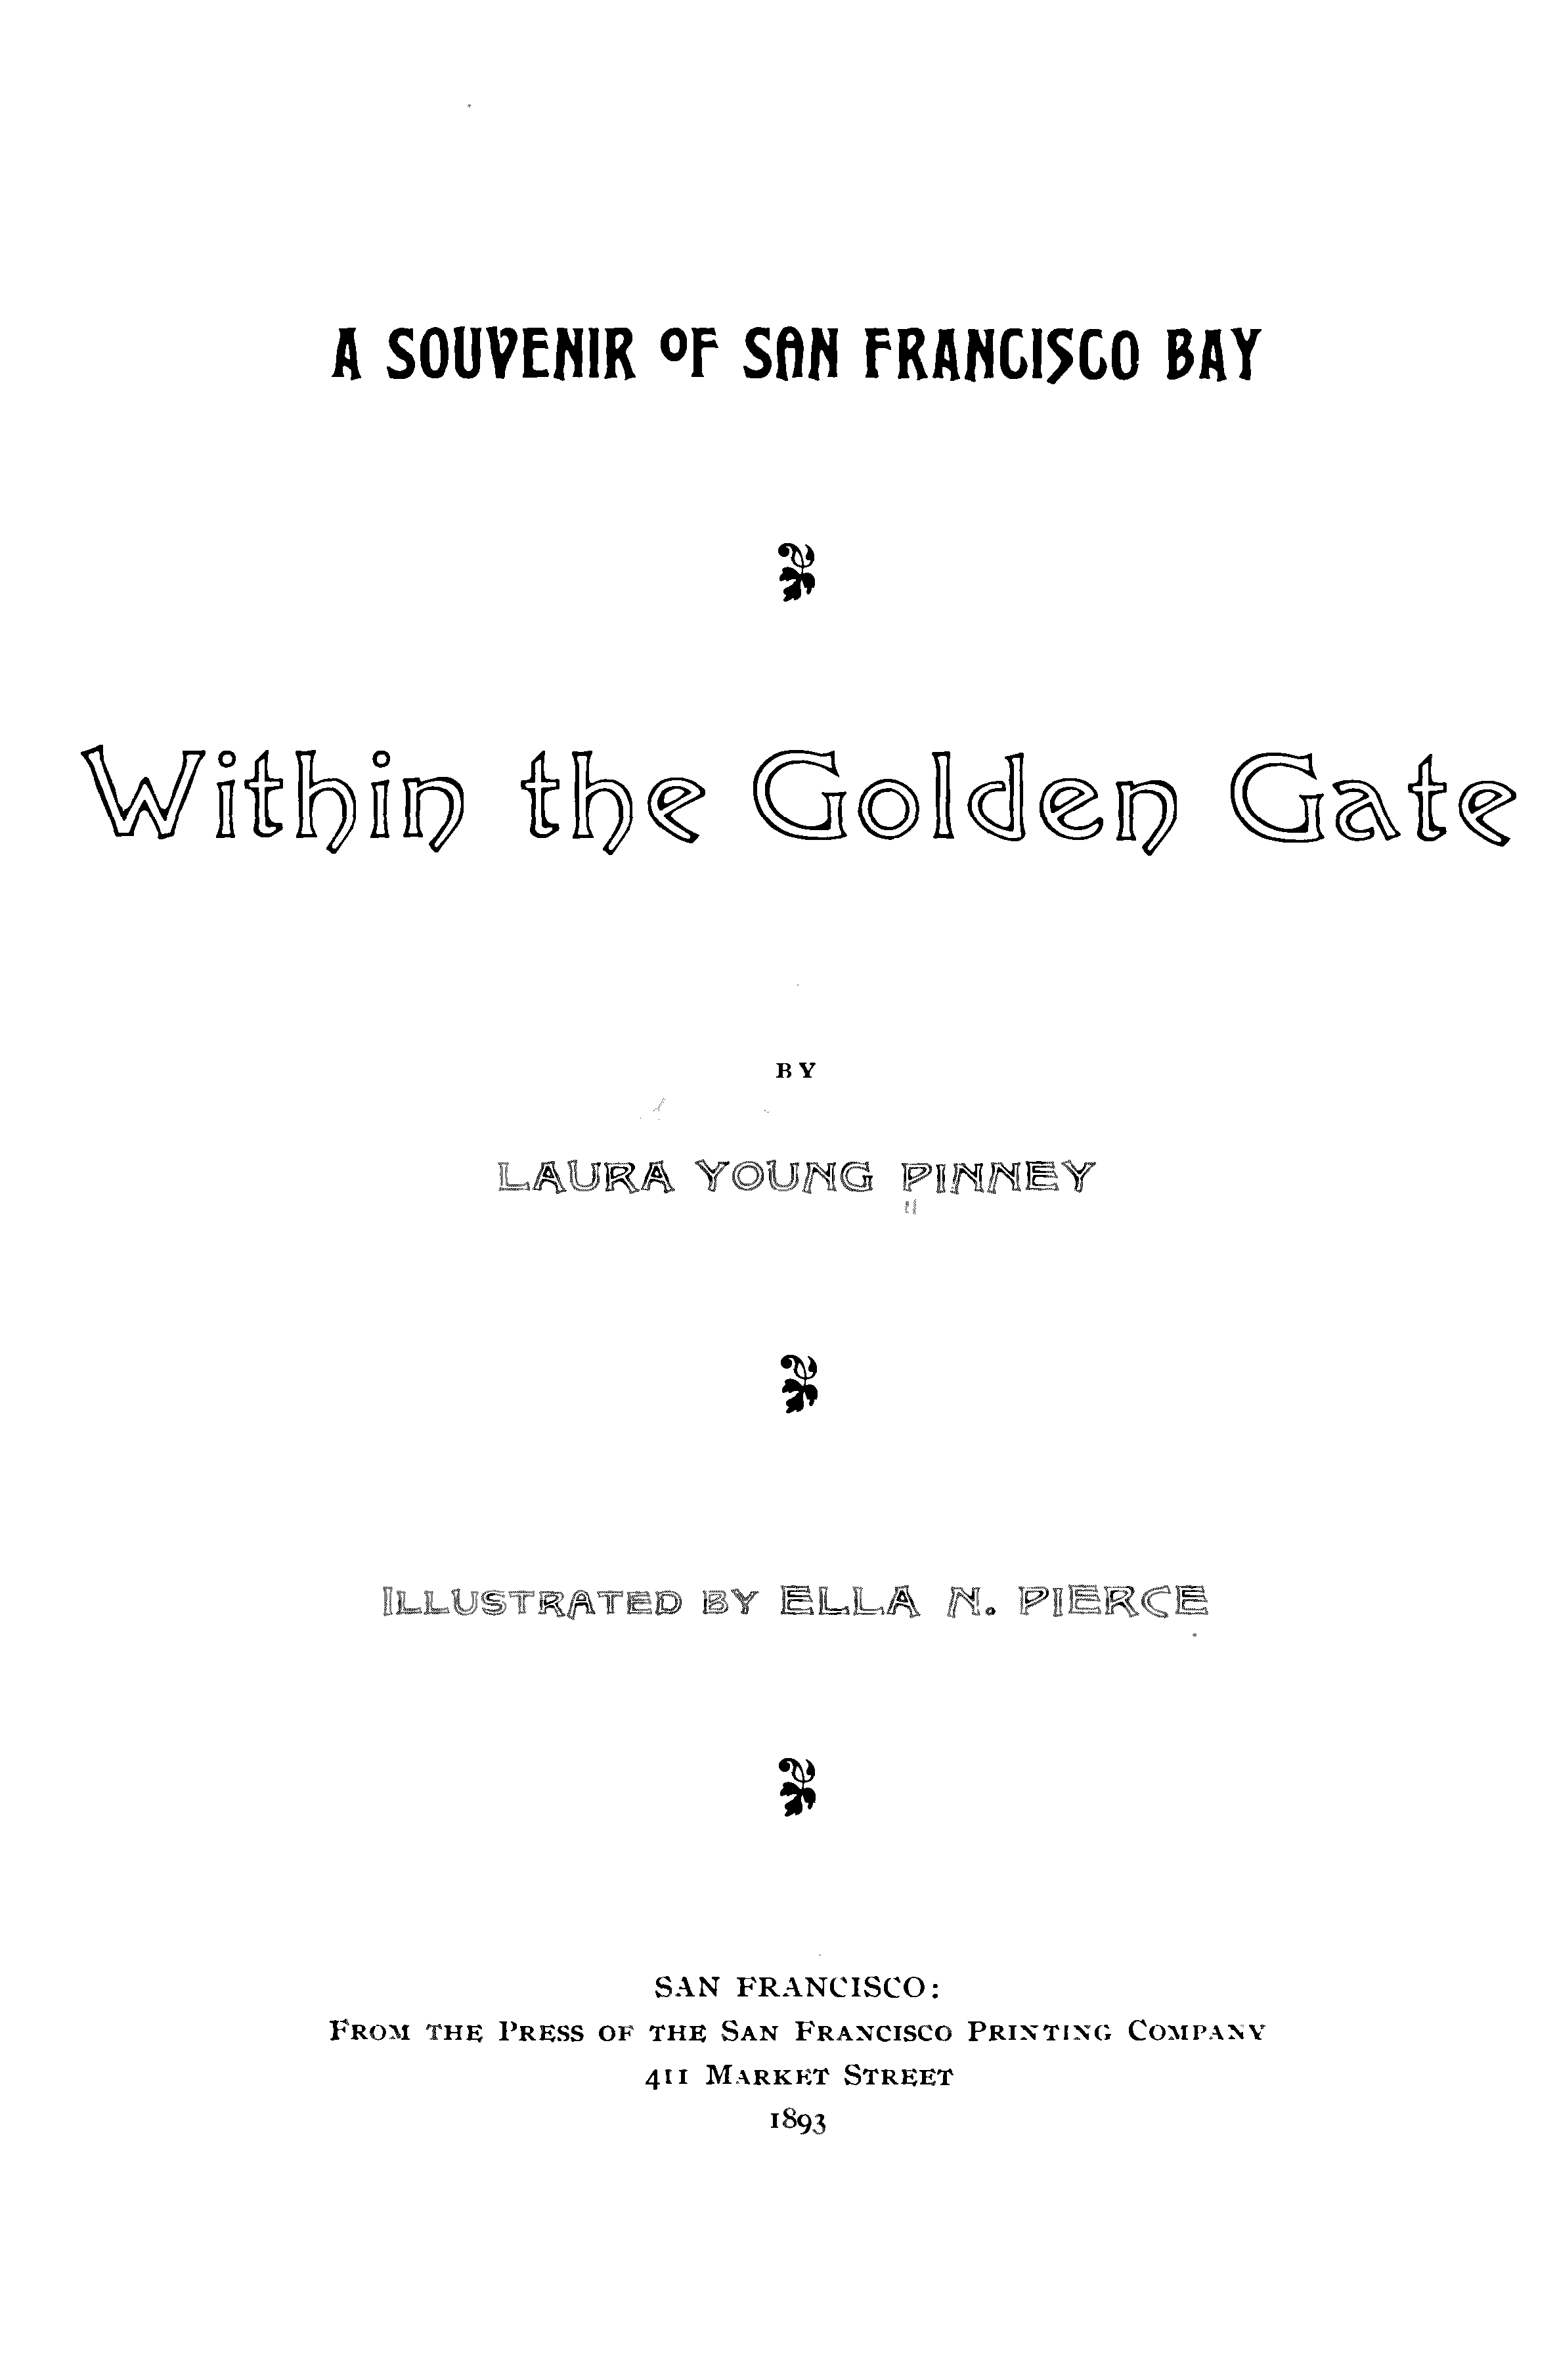 A SOUVENIR OF SAN FRANCISCO BAY
Within the Golden Gate
BY
LAURA YOUNG PINNEY
ILLUSTRATED BY ELLA N. PIERCE
SAN FRANCISCO:
FROM THE PRESS OF THE SAN FRANCISCO PRINTING COMPANY
411 MARKET STREET
1893